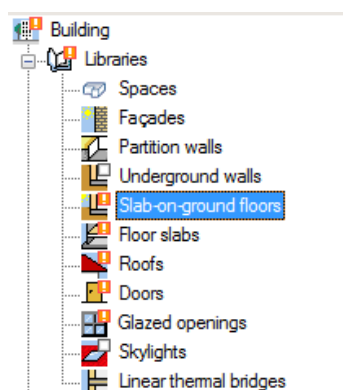 Building
Libraries
Spaces
Façades
Partition walls
Underground walls
Slab-on-ground floors
Floor slabs
Roofs
Doors
Glazed openings
Skylights
Linear thermal bridges